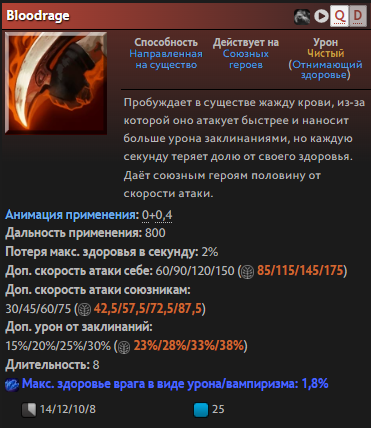 Bloodrage
Q D
Способность Действует на Урон
Направленная Союзных Чистый
на существо героев (Отнимающий
здоровье)
Пробуждает в существе жажду крови, из-за
которой оно атакует быстрее и наносит
больше урона заклинаниями, но каждую
секунду теряет долю от своего здоровья.
Даёт союзным героям половину от
скорости атаки.
Анимация применения: 0+0,4
Дальность применения: 800
Потеря макс. здоровья в секунду: 2%
Доп. скорость атаки себе: 60/90/120/150 ( 85/115/145/175)
Доп. скорость атаки союзникам:
30/45/60/75 ( 42,5/57,5/72,5/87,5)
Доп. урон от заклинаний:
15%/20%/25%/30% ( 23%/28%/33%/38%)
Длительность: 8
Макс. здоровье врага в виде урона/вампиризма: 1,8%
14/12/10/8 25